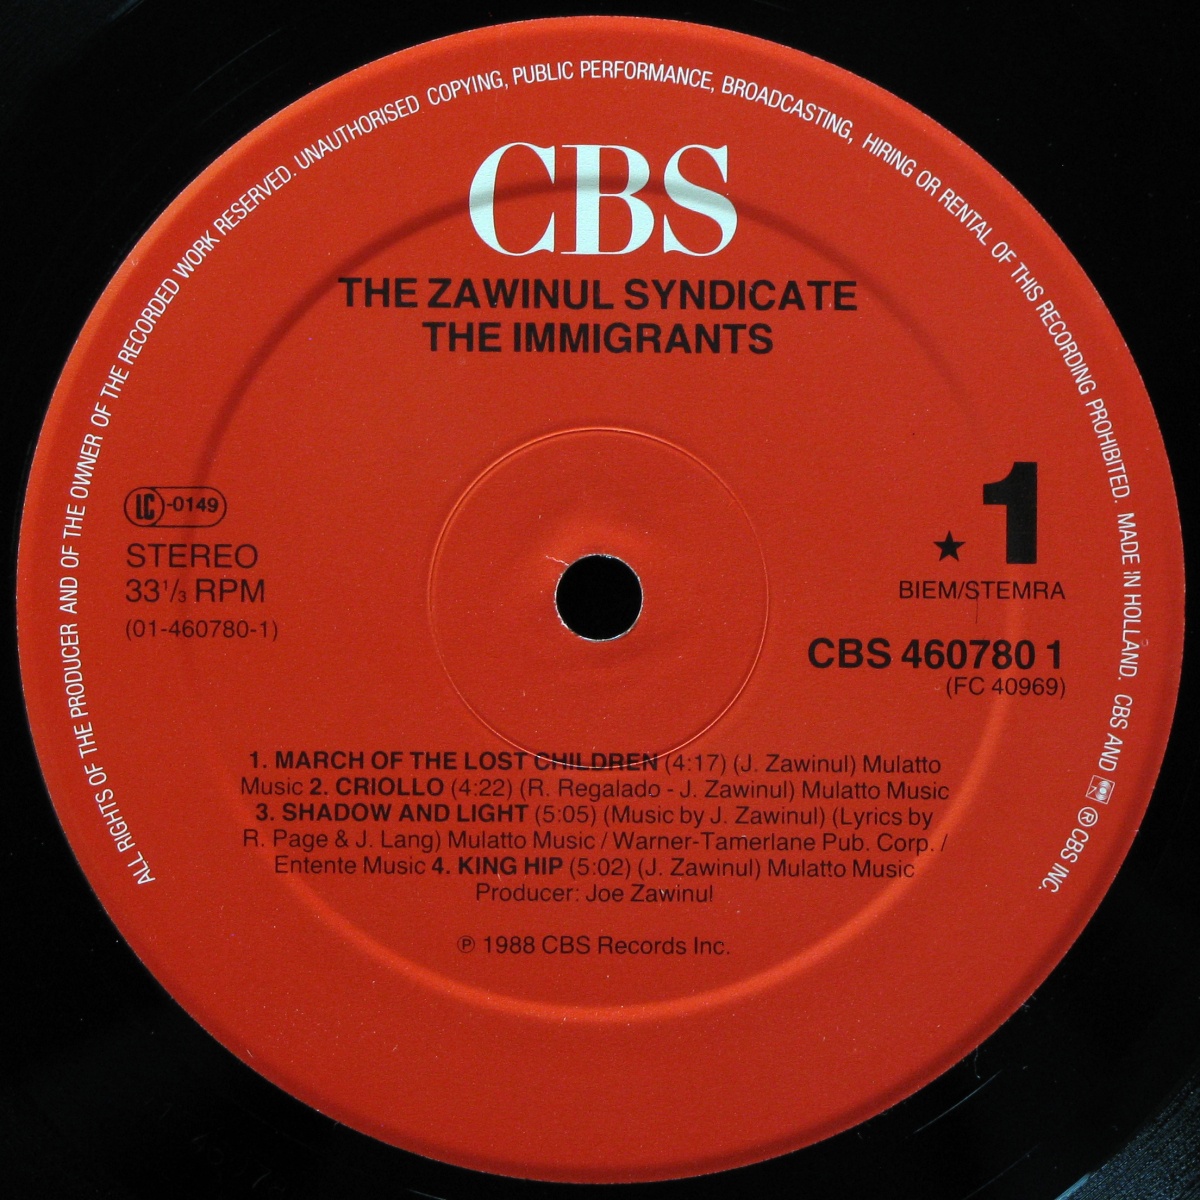 ALL RIGHTS OF THE PRODUCER AND OF THE OWNER OF THE RECORDED WORK RESERVED. UNAUTHORISED COPYING, PUBLIC PERFORMANCE, BROADCASTING, HIRING OR RENTAL OF THIS RECORDING PROHIBITED. MADE IN HOLLAND. CBS AND ℗ CBS INC.
CBS
THE ZAWINUL SYNDICATE
THE IMMIGRANTS
LC -0149
STEREO
33 1/3 RPM
(01-460780-1)
★ 1
BIEM/STEMRA
CBS 460780 1
(FC 40969)
1. MARCH OF THE LOST CHILDREN (4:17) (J. Zawinul) Mulatto
Music 2. CRIOLLO (4:22) (R. Regalado - J. Zawinul) Mulatto Music
3. SHADOW AND LIGHT (5:05) (Music by J. Zawinul) (Lyrics by
R. Page & J. Lang) Mulatto Music / Warner-Tamerlane Pub. Corp. /
Entente Music 4. KING HIP (5:02) (J. Zawinul) Mulatto Music
Producer: Joe Zawinul
℗ 1988 CBS Records Inc.